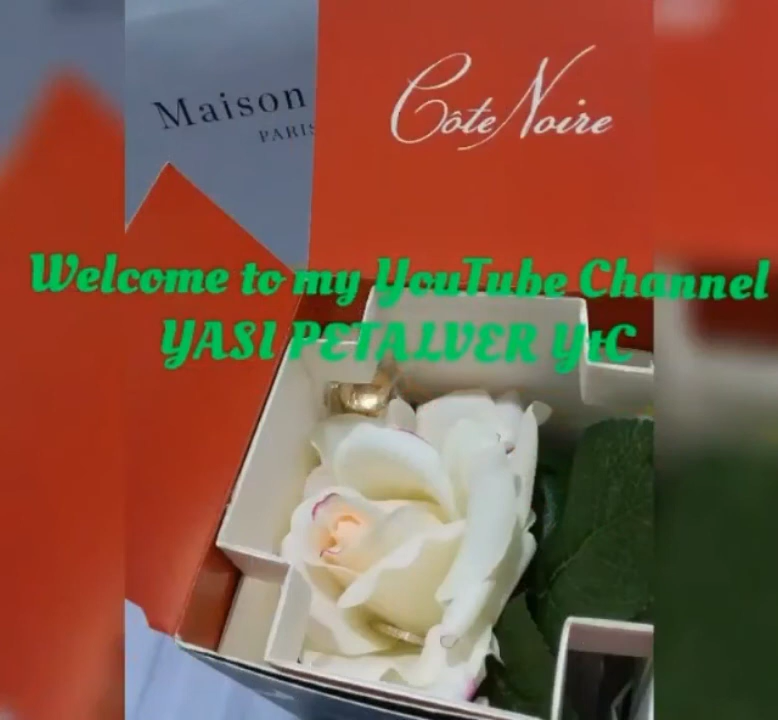 Maison
PARIS
Côte Noire
Welcome to my YouTube Channel
YASI PETALVER YtC